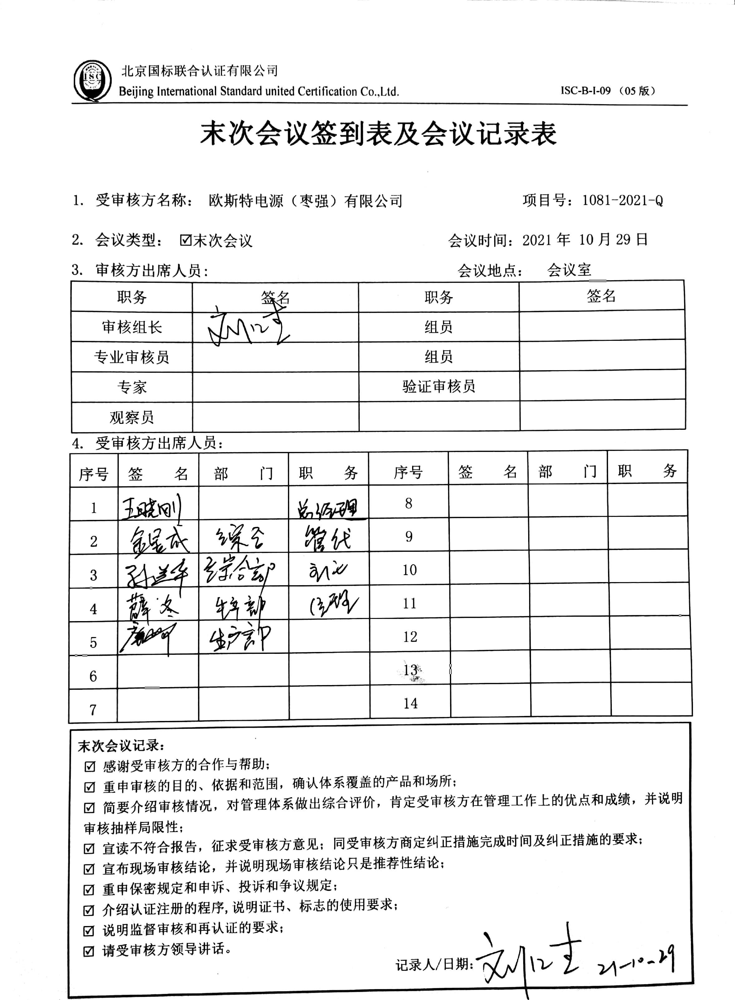 ISC
北京国标联合认证有限公司
Beijing International Standard united Certification Co.,Ltd.
ISC-B-I-09 （05 版）
末次会议签到表及会议记录表
1. 受审核方名称： 欧斯特电源（枣强）有限公司 项目号：1081-2021-Q
2. 会议类型： ☑末次会议 会议时间：2021 年 10 月 29 日
3. 审核方出席人员： 会议地点： 会议室
职务 签名 职务 签名
审核组长 组员
专业审核员 组员
专家 验证审核员
观察员
4. 受审核方出席人员：
序号 签 名 部 门 职 务 序号 签 名 部 门 职 务
1 王晓刚 总经理 8
2 综合 管代 9
3 综合部 10
4 薛冬 生产部 经理 11
5 生产部 12
6 13
7 14
末次会议记录：
☑ 感谢受审核方的合作与帮助；
☑ 重申审核的目的、依据和范围，确认体系覆盖的产品和场所；
☑ 简要介绍审核情况，对管理体系做出综合评价，肯定受审核方在管理工作上的优点和成绩，并说明
审核抽样局限性；
☑ 宣读不符合报告，征求受审核方意见；同受审核方商定纠正措施完成时间及纠正措施的要求；
☑ 宣布现场审核结论，并说明现场审核结论只是推荐性结论；
☑ 重申保密规定和申诉、投诉和争议规定；
☑ 介绍认证注册的程序,说明证书、标志的使用要求；
☑ 说明监督审核和再认证的要求；
☑ 请受审核方领导讲话。
记录人/日期: 21-10-29